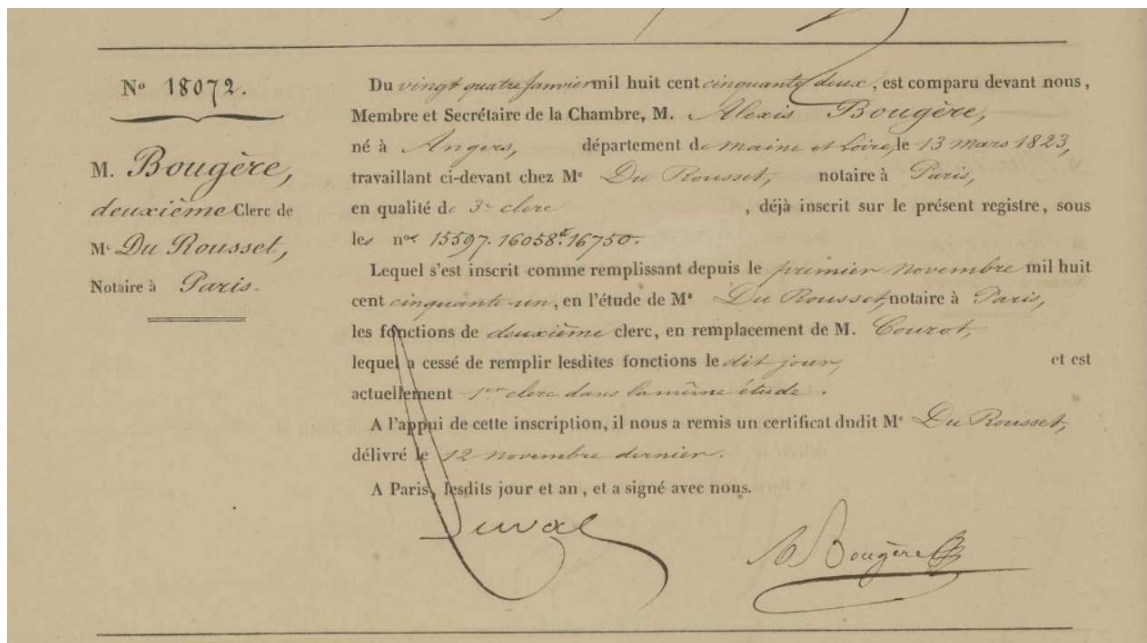 Nº 18072.
M. Bougère,
deuxième Clerc de
Me Du Rousset,
Notaire à Paris.
Du vingt quatre Janvier mil huit cent cinquante deux, est comparu devant nous,
Membre et Secrétaire de la Chambre, M. Alexis Bougère,
né à Angers, département de Maine et Loire, le 13 mars 1823,
travaillant ci-devant chez Me Du Rousset, notaire à Paris,
en qualité de 3e clerc , déjà inscrit sur le présent registre, sous
les nos 15597. 16058 et 16750.
Lequel s'est inscrit comme remplissant depuis le premier novembre mil huit
cent cinquante-un, en l'étude de Me Du Rousset, notaire à Paris,
les fonctions de deuxième clerc, en remplacement de M. Courot,
lequel a cessé de remplir lesdites fonctions le dit jour, et est
actuellement 1er clerc dans la même étude.
A l'appui de cette inscription, il nous a remis un certificat dudit Me Du Rousset,
délivré le 12 novembre dernier.
A Paris, lesdits jour et an, et a signé avec nous.
Duval
A Bougère